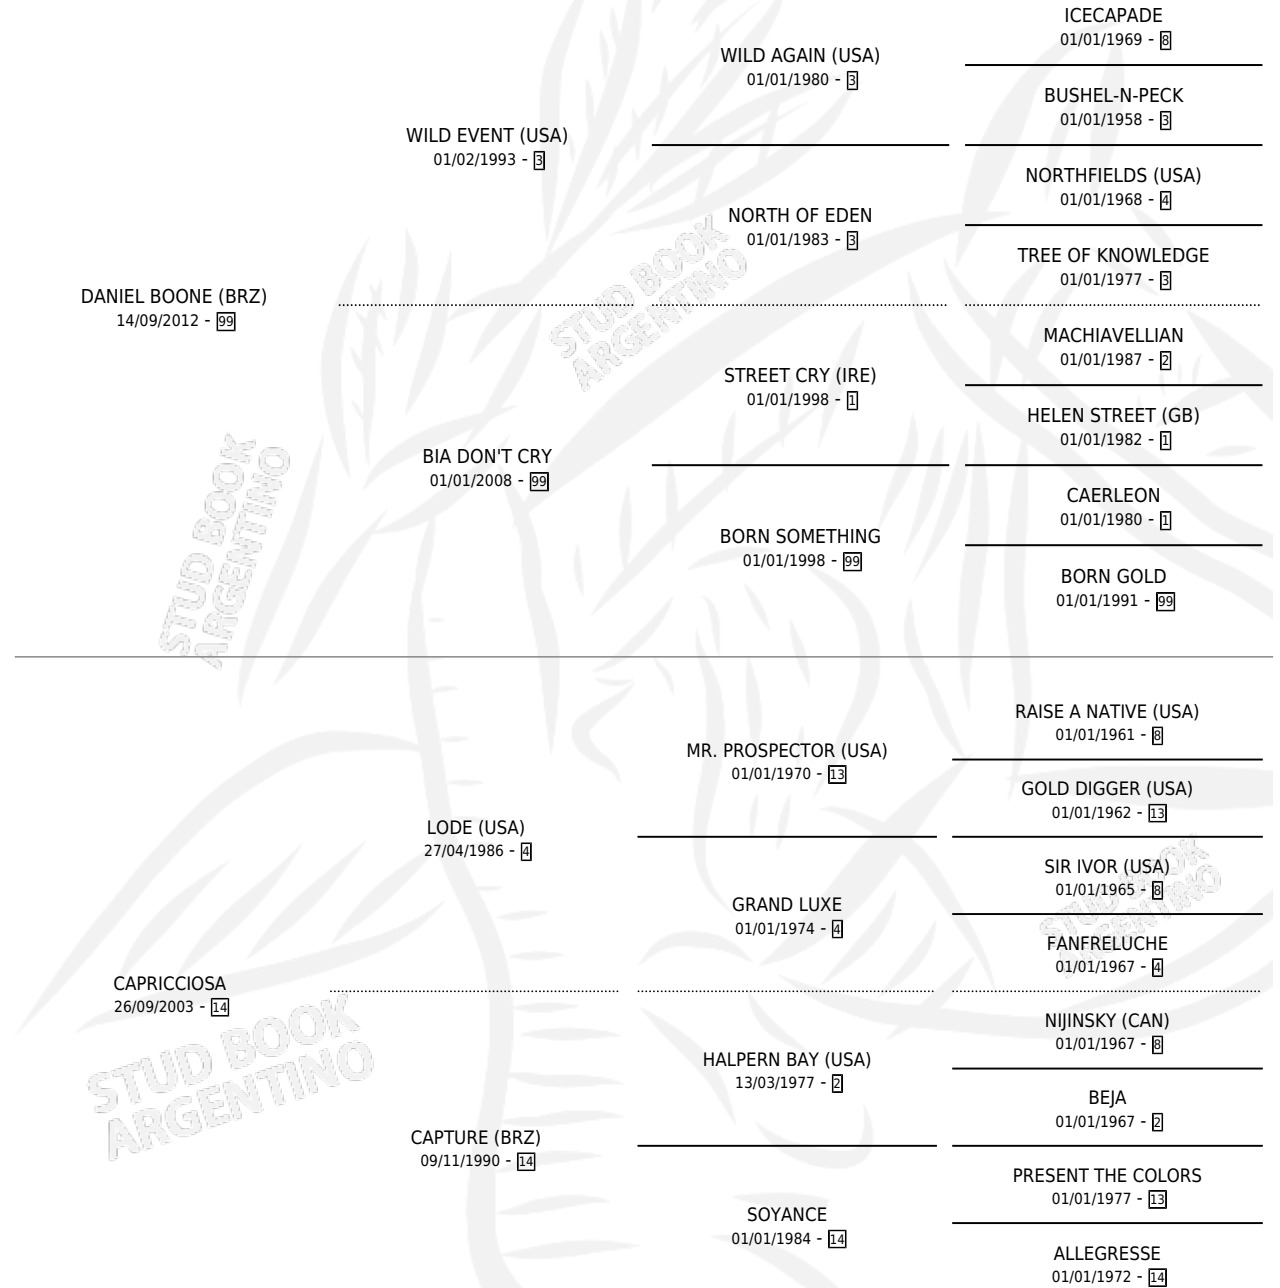 ICECAPADE
01/01/1969 - 8
WILD AGAIN (USA)
01/01/1980 - 3
BUSHEL-N-PECK
01/01/1958 - 3
WILD EVENT (USA)
01/02/1993 - 3
NORTHFIELDS (USA)
01/01/1968 - 4
NORTH OF EDEN
01/01/1983 - 3
TREE OF KNOWLEDGE
01/01/1977 - 3
DANIEL BOONE (BRZ)
14/09/2012 - 99
MACHIAVELLIAN
01/01/1987 - 2
STREET CRY (IRE)
01/01/1998 - 1
HELEN STREET (GB)
01/01/1982 - 1
BIA DON'T CRY
01/01/2008 - 99
CAERLEON
01/01/1980 - 1
BORN SOMETHING
01/01/1998 - 99
BORN GOLD
01/01/1991 - 99
STUD BOOK
ARGENTINO
STUD BOOK
ARGENTINO
RAISE A NATIVE (USA)
01/01/1961 - 8
MR. PROSPECTOR (USA)
01/01/1970 - 13
GOLD DIGGER (USA)
01/01/1962 - 13
LODE (USA)
27/04/1986 - 4
SIR IVOR (USA)
01/01/1965 - 8
GRAND LUXE
01/01/1974 - 4
FANFRELUCHE
01/01/1967 - 4
STUD BOOK
ARGENTINO
CAPRICCIOSA
26/09/2003 - 14
NIJINSKY (CAN)
01/01/1967 - 8
HALPERN BAY (USA)
13/03/1977 - 2
BEJA
01/01/1967 - 2
STUD BOOK
ARGENTINO
CAPTURE (BRZ)
09/11/1990 - 14
PRESENT THE COLORS
01/01/1977 - 13
SOYANCE
01/01/1984 - 14
ALLEGRESSE
01/01/1972 - 14